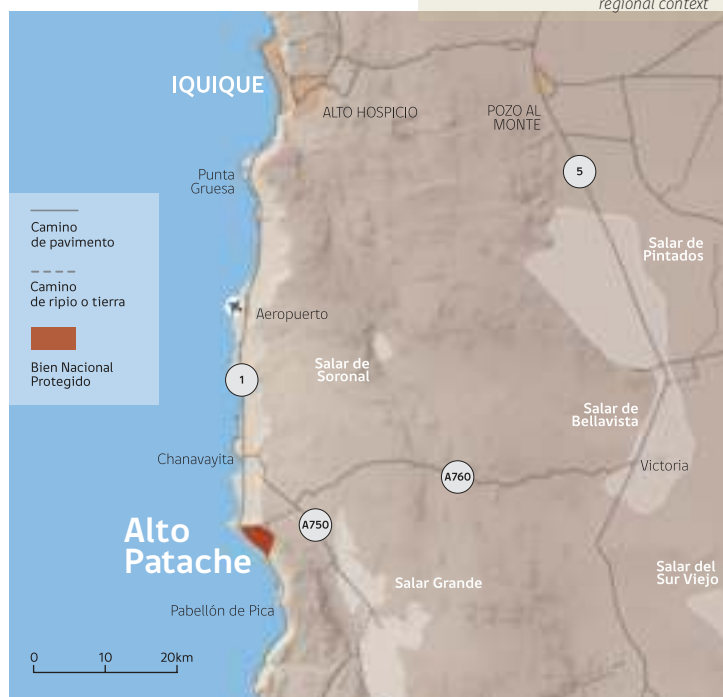 regional context
IQUIQUE
ALTO HOSPICIO
POZO AL
MONTE
5
Punta
Gruesa
Camino
de pavimento
Camino
de ripio o tierra
Bien Nacional
Protegido
Salar de
Pintados
Aeropuerto
Salar de
Soronal
1
Salar de
Bellavista
Chanavayita
A760
Victoria
A750
Alto
Patache
Salar Grande
Salar del
Sur Viejo
Pabellón de Pica
0 10 20km